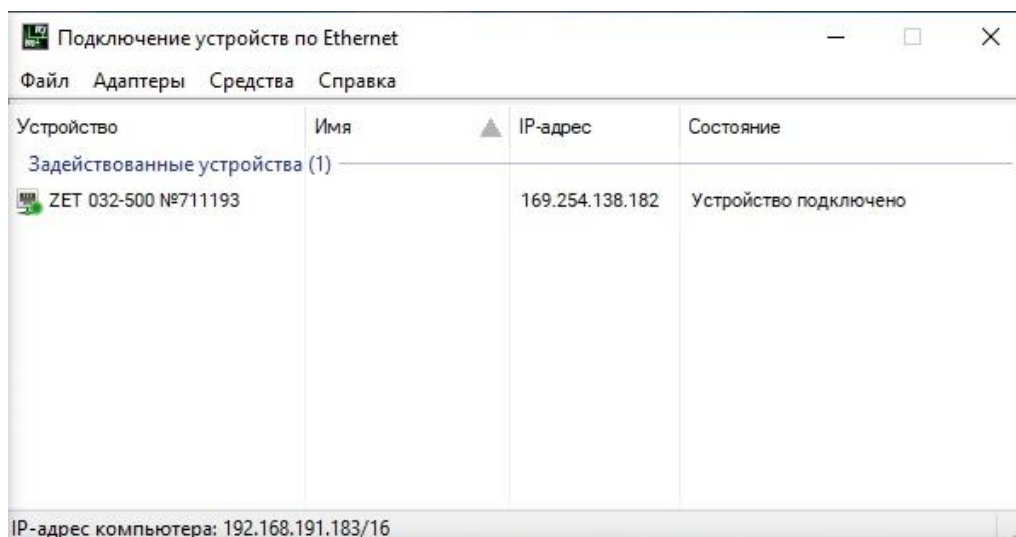 Подключение устройств по Ethernet
Файл Адаптеры Средства Справка
Устройство Имя IP-адрес Состояние
Задействованные устройства (1)
ZET 032-500 №711193 169.254.138.182 Устройство подключено
IP-адрес компьютера: 192.168.191.183/16